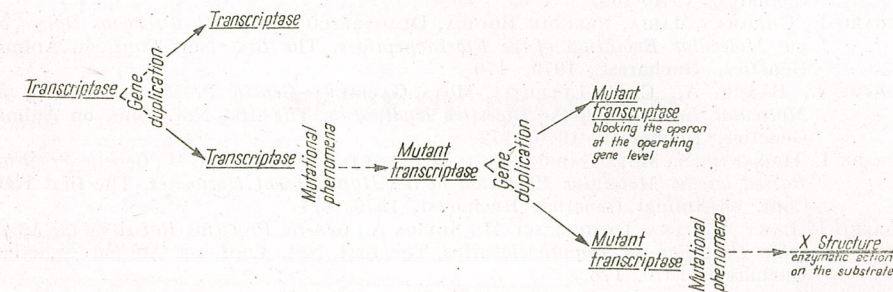 Transcriptase
Transcriptase
Gene
duplication
Transcriptase
Mutational
phenomena
Mutant
transcriptase
Gene
duplication
Mutant
transcriptase
blocking the operon
at the operating
gene level
Mutant
transcriptase
Mutational
phenomena
X Structure
enzymatic action
on the substrate